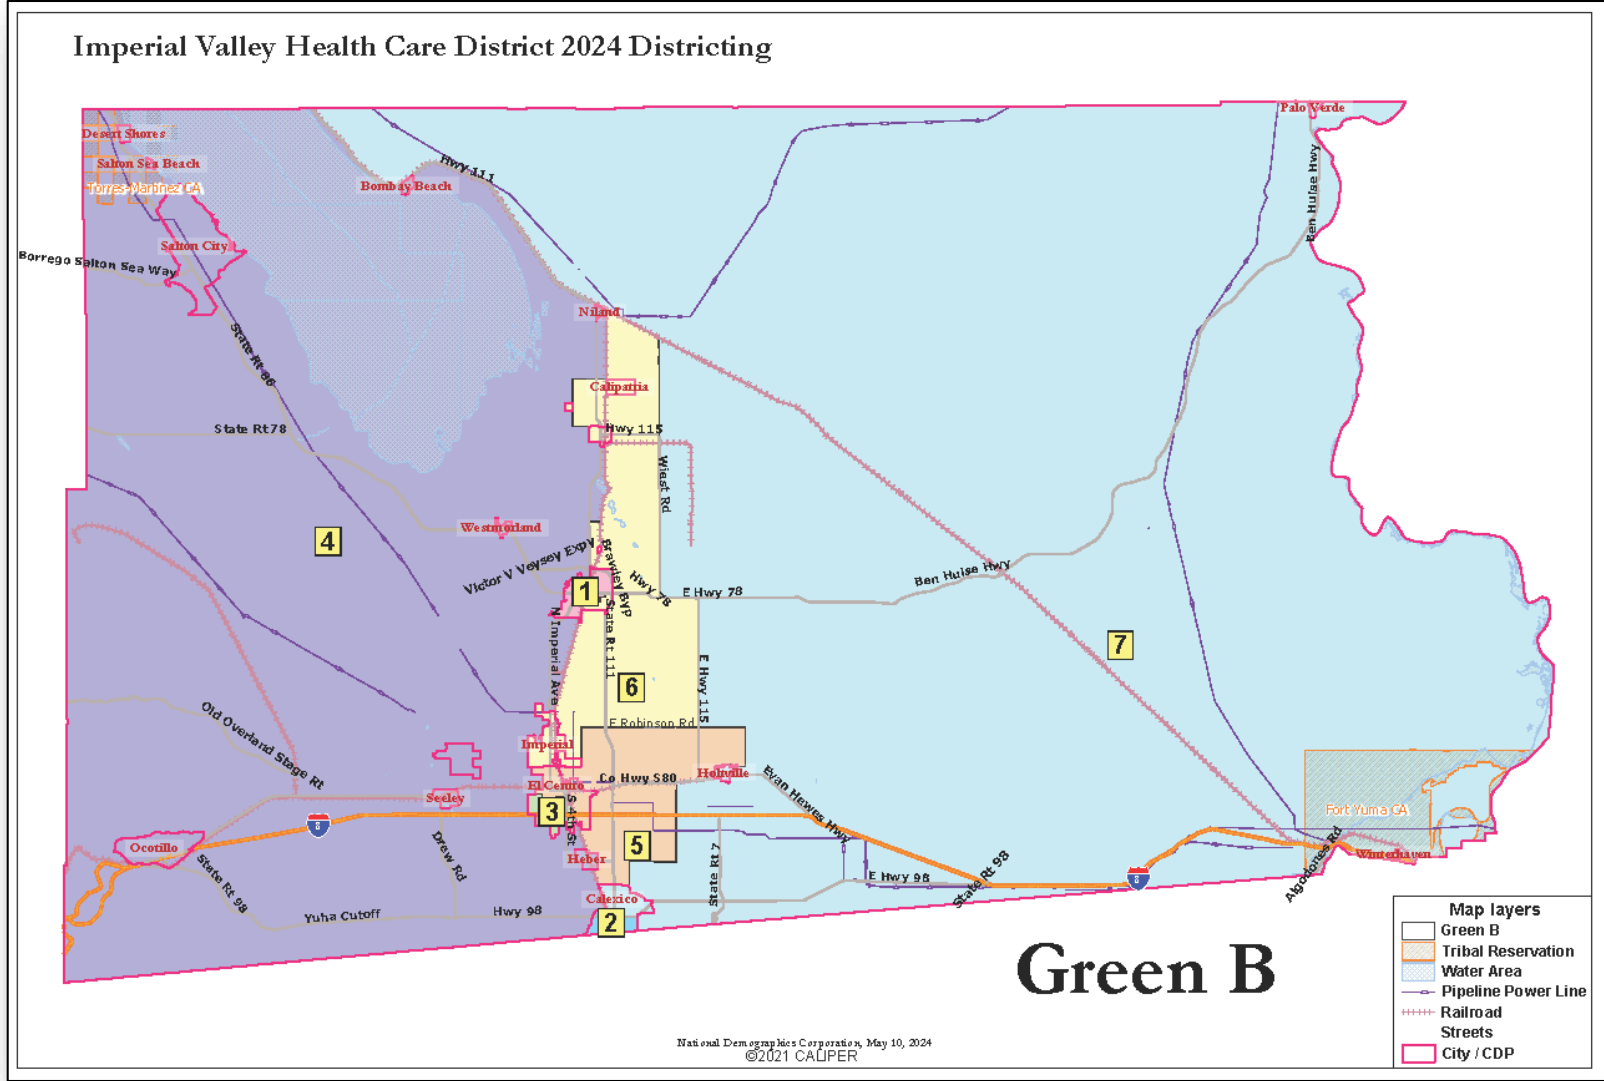 Imperial Valley Health Care District 2024 Districting
Palo Verde
Desert Shores
Salton Sea Beach
Torres-Martinez CA
Bombay Beach
Hwy 111
Ben Hulse Hwy
Salton City
Borrego Salton Sea Way
Niland
State Rt 86
Calipatria
State Rt 78
Hwy 115
Wiest Rd
Westmorland
4
Victor V Veysey Expy
Brawley Byp
1
Hwy 78
E Hwy 78
Ben Hulse Hwy
N Imperial Ave
State Rt 111
7
E Hwy 115
6
Old Overland Stage Rt
E Robinson Rd
Imperial
Holtville
Co Hwy S80
Evan Hewes Hwy
El Centro
Seeley
3
S 4th St
8
Fort Yuma CA
Ocotillo
Drew Rd
5
Heber
Winterhaven
Algodones Rd
State Rt 98
State Rt 7
E Hwy 98
State Rt 98
8
Calexico
Yuha Cutoff
Hwy 98
2
Green B
Map layers
Green B
Tribal Reservation
Water Area
Pipeline Power Line
Railroad
Streets
City / CDP
National Demographics Corporation, May 10, 2024
©2021 CALIPER